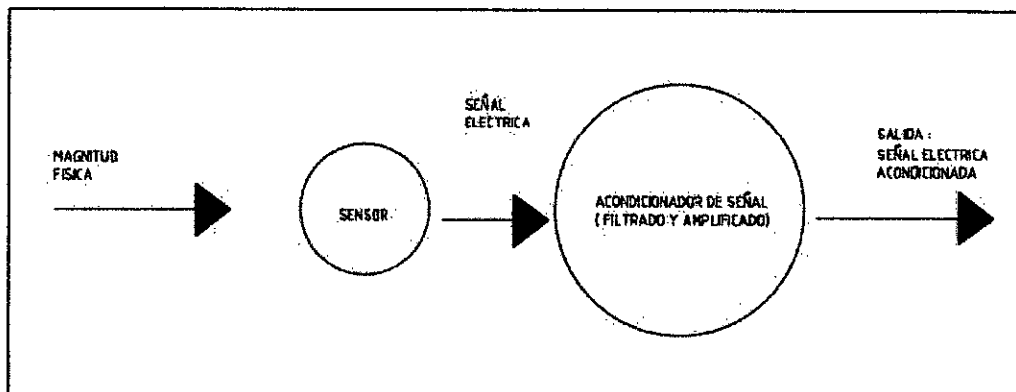 MAGNITUD
FISICA
SENSOR
SEÑAL
ELECTRICA
ACONDICIONADOR DE SEÑAL
(FILTRADO Y AMPLIFICADO)
SALIDA :
SEÑAL ELECTRICA
ACONDICIONADA